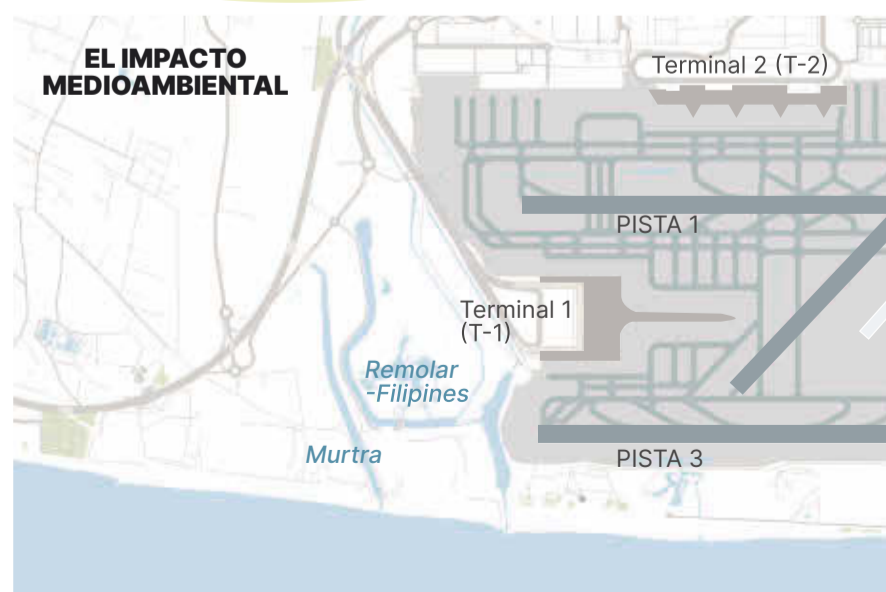 EL IMPACTO
MEDIOAMBIENTAL
Terminal 2 (T-2)
PISTA 1
Terminal 1
(T-1)
Remolar
-Filipines
Murtra
PISTA 3